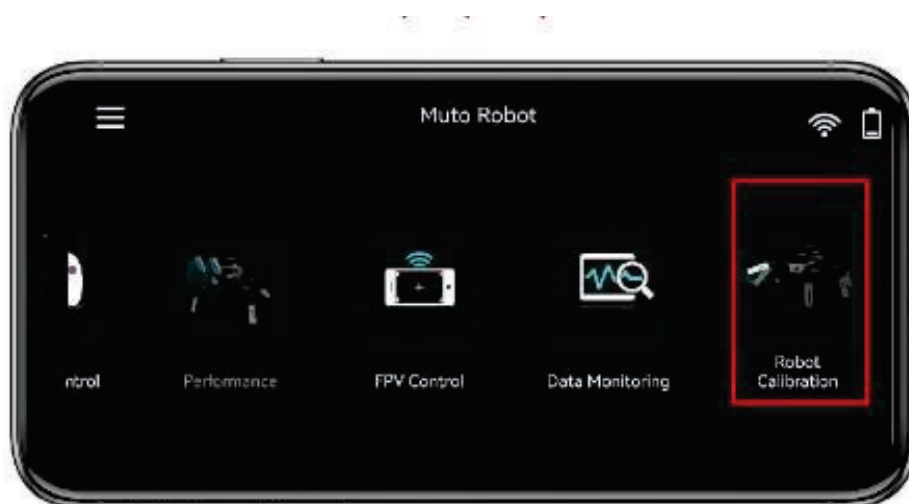 Muto Robot
ntrol
Performance
FPV Control
Data Monitoring
Robot
Calibration